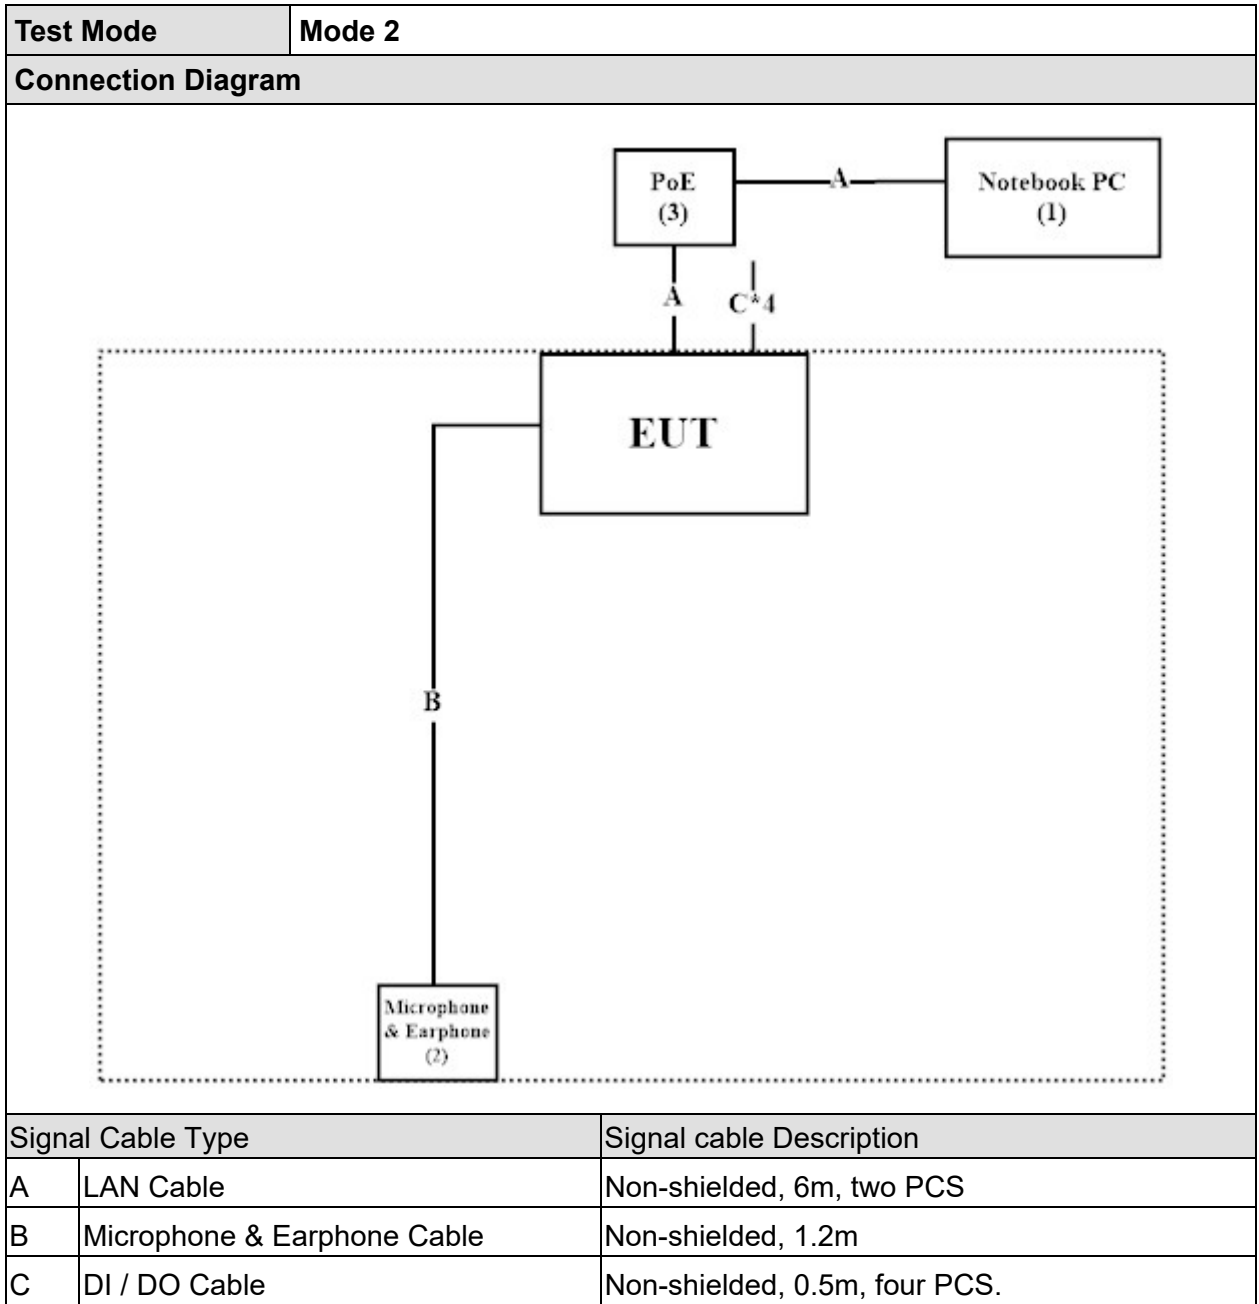 Test Mode Mode 2
Connection Diagram
PoE
(3)
A
Notebook PC
(1)
A
C*4
EUT
B
Microphone
& Earphone
(2)
Signal Cable Type Signal cable Description
A LAN Cable Non-shielded, 6m, two PCS
B Microphone & Earphone Cable Non-shielded, 1.2m
C DI / DO Cable Non-shielded, 0.5m, four PCS.